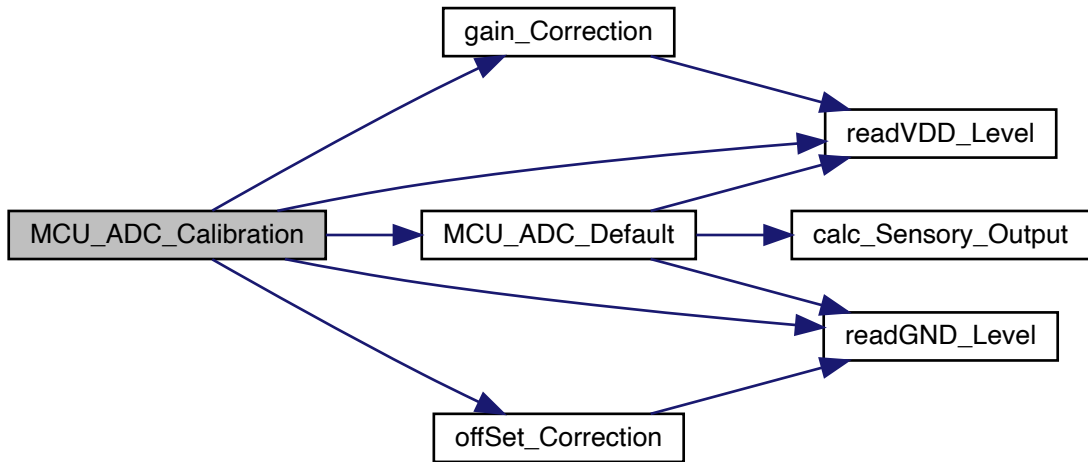 gain_Correction
readVDD_Level
MCU_ADC_Calibration
MCU_ADC_Default
calc_Sensory_Output
readGND_Level
offSet_Correction